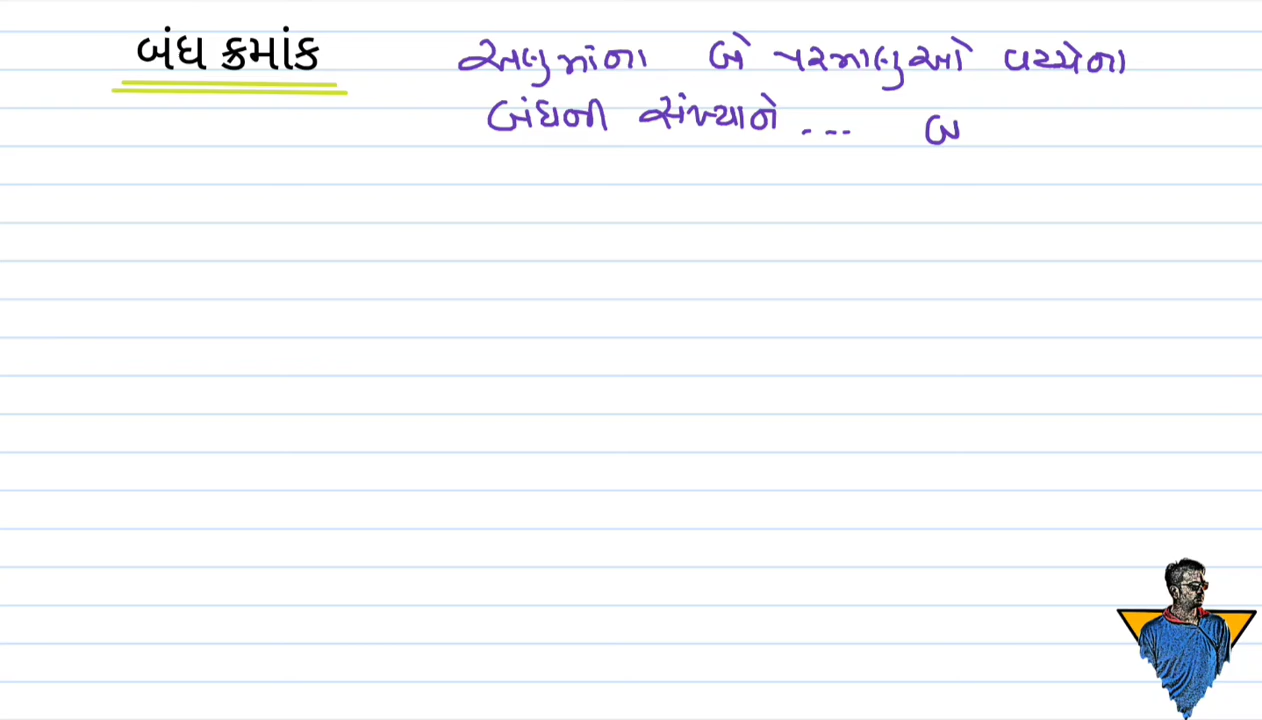 બંધ ક્રમાંક
અણુમાંના બે પરમાણુઓ વચ્ચેના
બંધની સંખ્યાને --- બ